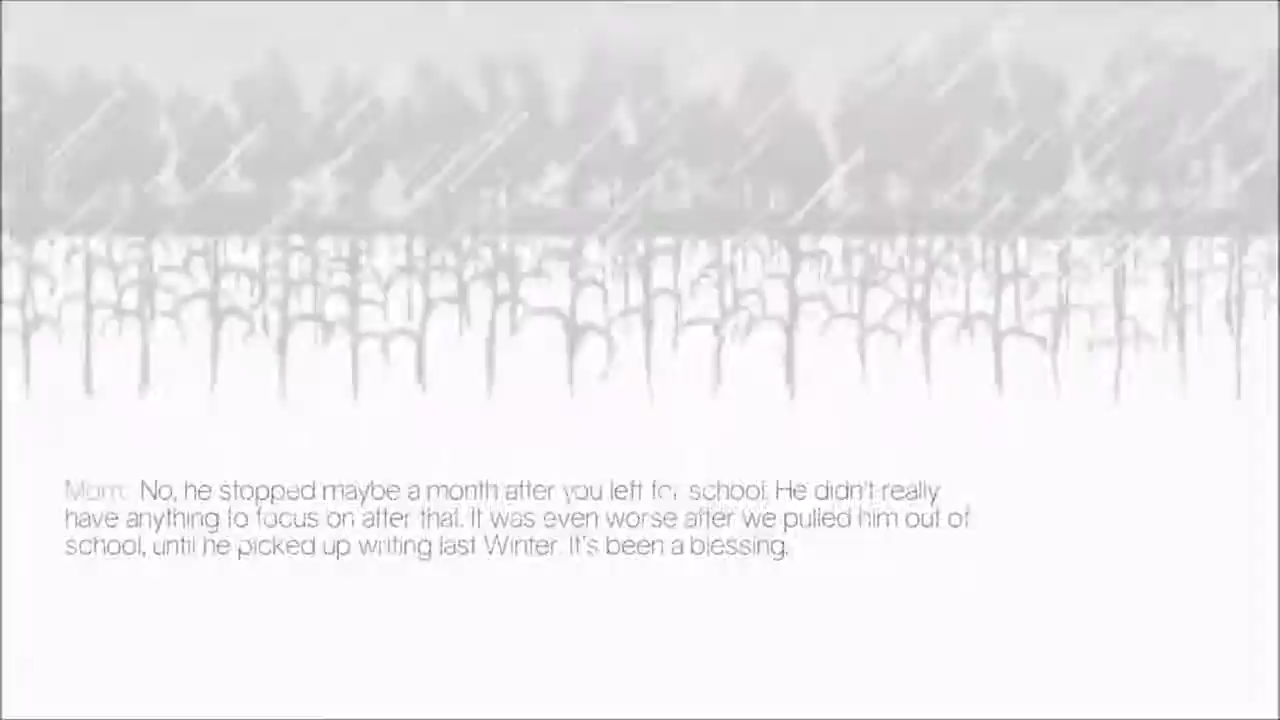 Mom: No, he stopped maybe a month after you left for school. He didn't really
have anything to focus on after that. It was even worse after we pulled him out of
school, until he picked up writing last Winter. It's been a blessing.